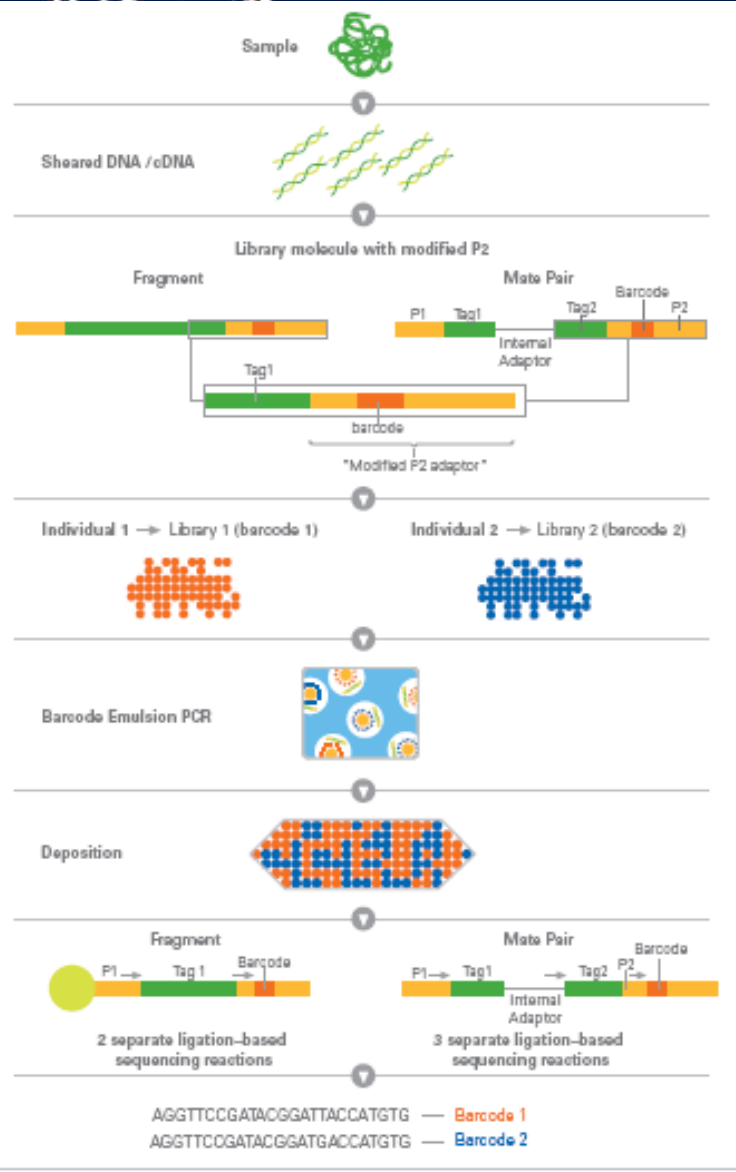 Sample
Sheared DNA /cDNA
Library molecule with modified P2
Fragment
Mate Pair
P1
Tag1
Internal
Adaptor
Tag2
Barcode
P2
Tag1
barcode
"Modified P2 adaptor"
Individual 1
Library 1 (barcode 1)
Individual 2
Library 2 (barcode 2)
Barcode Emulsion PCR
Deposition
Fragment
P1
Tag 1
Barcode
2 separate ligation–based
sequencing reactions
Mate Pair
P1
Tag1
Internal
Adaptor
Tag2
P2
Barcode
3 separate ligation–based
sequencing reactions
AGGTTCCGATACGGATTACCATGTG — Barcode 1
AGGTTCCGATACGGATGACCATGTG — Barcode 2